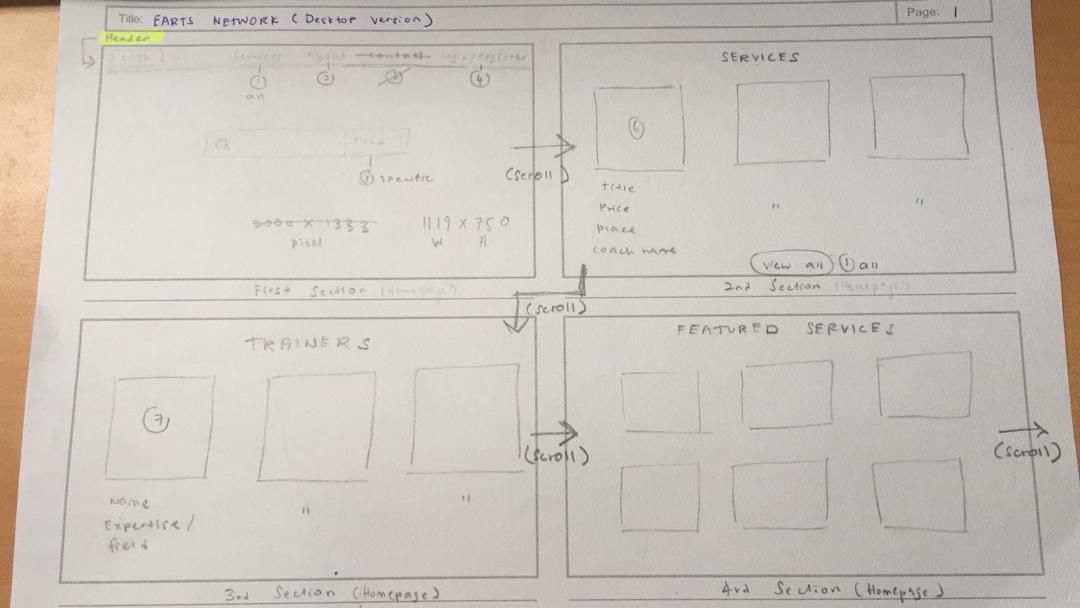 Title: EARTS NETWORK (Desktop version)
Page: 1
Header
Logo Services About contact Login/Register
1 3 4
all
Find
1 specific
3000 x 1333 1119 x 750
pixel W H
First Section (Homepage)
(scroll)
SERVICES
6
Title
Price " "
Place
Coach name
view all 1 all
2nd Section (Homepage)
(scroll)
TRAINERS
7
Name " "
Expertise/
field
3rd Section (Homepage)
(scroll)
FEATURED SERVICES
(scroll)
4rd Section (Homepage)